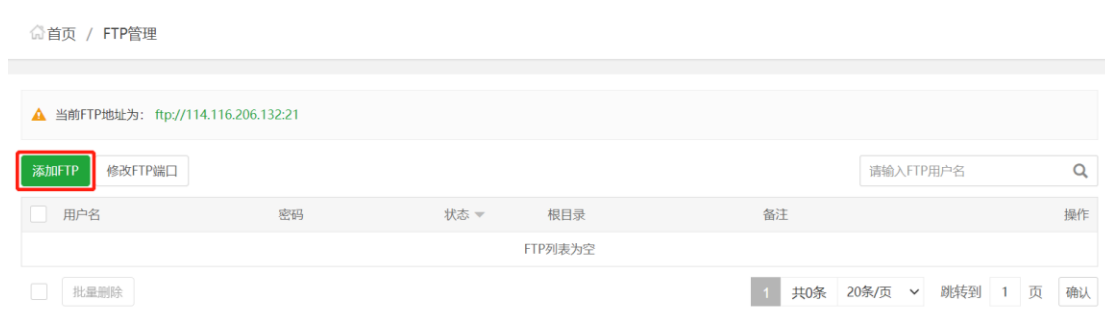 首页 / FTP管理
当前FTP地址为： ftp://114.116.206.132:21
添加FTP 修改FTP端口 请输入FTP用户名
用户名 密码 状态 根目录 备注 操作
FTP列表为空
批量删除 1 共0条 20条/页 跳转到 1 页 确认